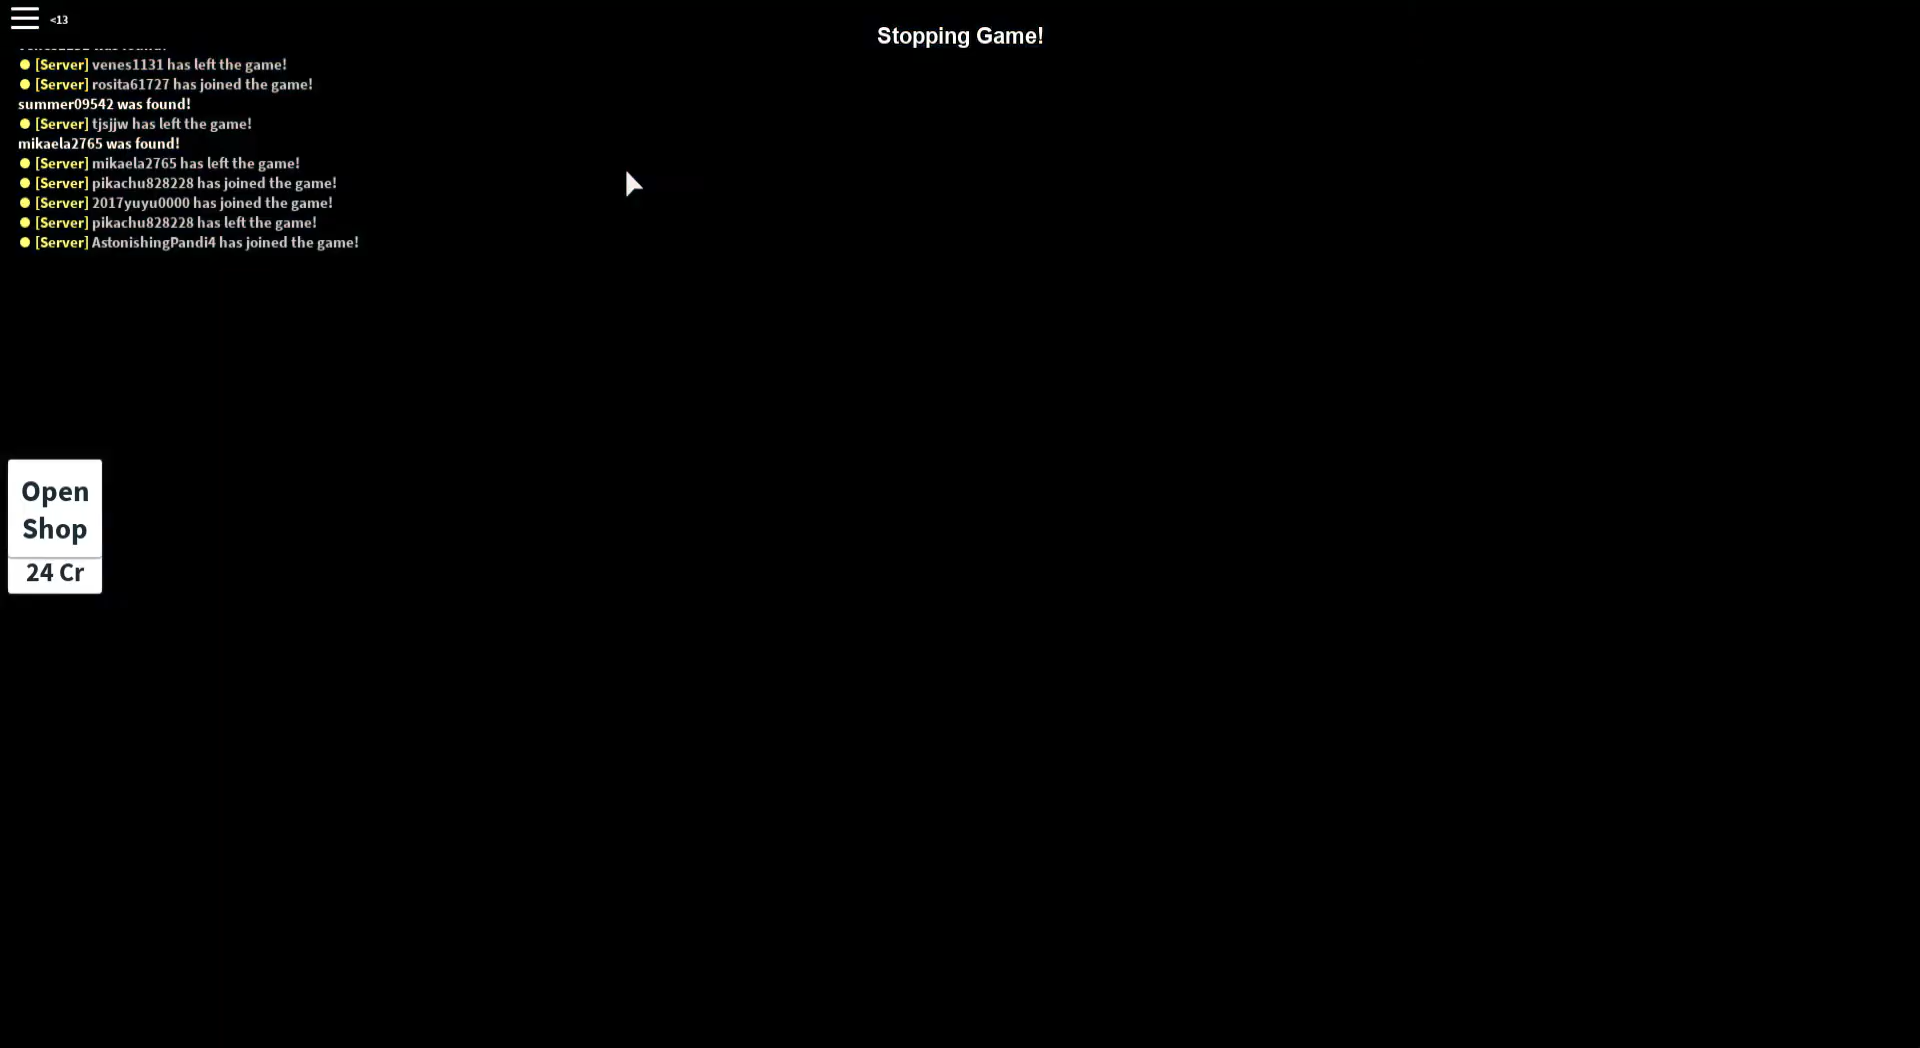 <13
Stopping Game!
[Server] venes1131 has left the game!
[Server] rosita61727 has joined the game!
summer09542 was found!
[Server] tjsjjw has left the game!
mikaela2765 was found!
[Server] mikaela2765 has left the game!
[Server] pikachu828228 has joined the game!
[Server] 2017yuyu0000 has joined the game!
[Server] pikachu828228 has left the game!
[Server] AstonishingPandi4 has joined the game!
Open
Shop
24 Cr